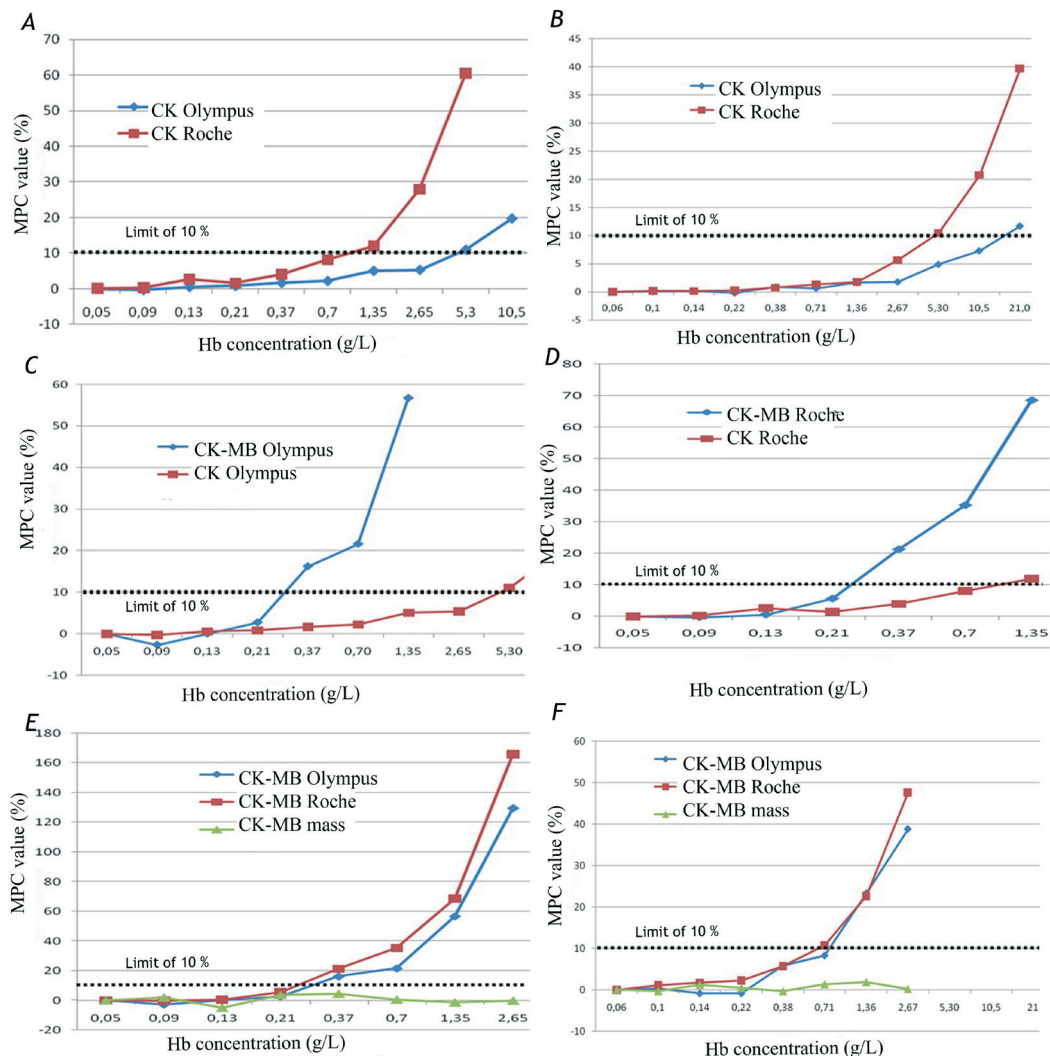 A
MPC value (%)
70
60
50
40
30
20
10
0
-10
CK Olympus
CK Roche
Limit of 10 %
0,05 0,09 0,13 0,21 0,37 0,7 1,35 2,65 5,3 10,5
Hb concentration (g/L)
B
MPC value (%)
45
40
35
30
25
20
15
10
5
0
-5
CK Olympus
CK Roche
Limit of 10 %
0,06 0,1 0,14 0,22 0,38 0,71 1,36 2,67 5,30 10,5 21,0
Hb concentration (g/L)
C
MPC value (%)
60
50
40
30
20
10
0
-10
CK-MB Olympus
CK Olympus
Limit of 10 %
0,05 0,09 0,13 0,21 0,37 0,70 1,35 2,65 5,30
Hb concentration (g/L)
D
MPC value (%)
80
70
60
50
40
30
20
10
0
-10
CK-MB Roche
CK Roche
Limit of 10 %
0,05 0,09 0,13 0,21 0,37 0,7 1,35
Hb concentration (g/L)
E
MPC value (%)
180
160
140
120
100
80
60
40
20
0
-20
CK-MB Olympus
CK-MB Roche
CK-MB mass
Limit of 10 %
0,05 0,09 0,13 0,21 0,37 0,7 1,35 2,65
Hb concentration (g/L)
F
MPC value (%)
60
50
40
30
20
10
0
-10
CK-MB Olympus
CK-MB Roche
CK-MB mass
Limit of 10 %
0,06 0,1 0,14 0,22 0,38 0,71 1,36 2,67 5,30 10,5 21
Hb concentration (g/L)